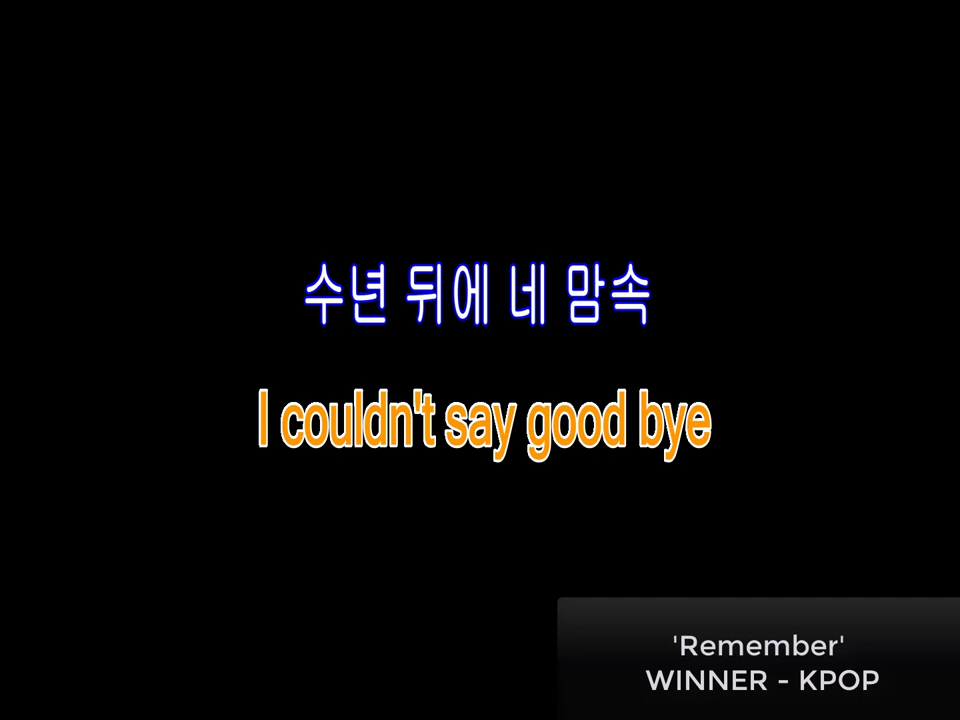 수년 뒤에 네 맘속
I couldn't say good bye
'Remember'
WINNER - KPOP